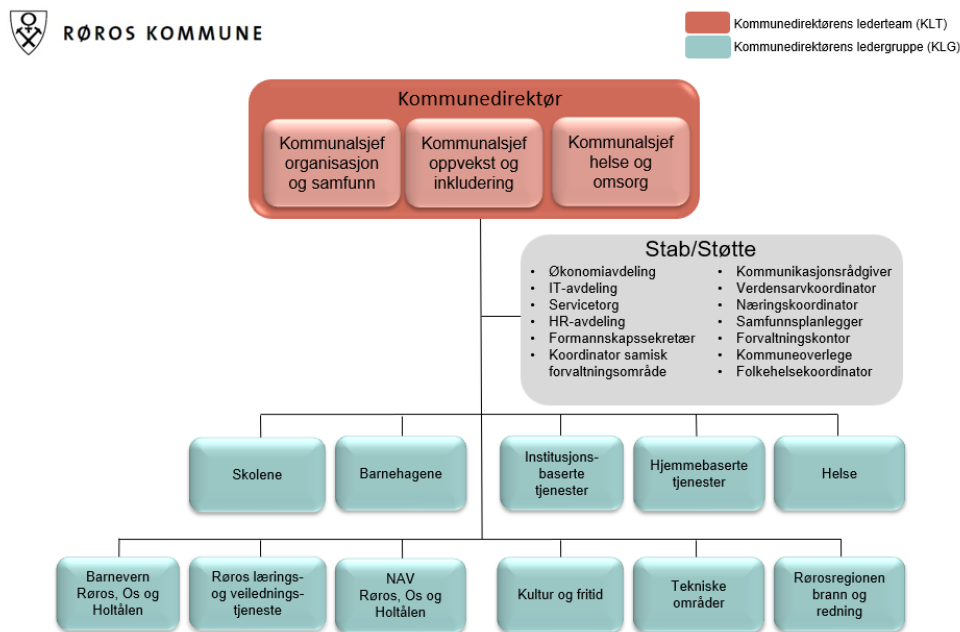 RØROS KOMMUNE
Kommunedirektørens lederteam (KLT)
Kommunedirektørens ledergruppe (KLG)
Kommunedirektør
Kommunalsjef
organisasjon
og samfunn
Kommunalsjef
oppvekst og
inkludering
Kommunalsjef
helse og
omsorg
Stab/Støtte
• Økonomiavdeling
• IT-avdeling
• Servicetorg
• HR-avdeling
• Formannskapssekretær
• Koordinator samisk
forvaltningsområde
• Kommunikasjonsrådgiver
• Verdensarvkoordinator
• Næringskoordinator
• Samfunnsplanlegger
• Forvaltningskontor
• Kommuneoverlege
• Folkehelsekoordinator
Skolene
Barnehagene
Institusjons-
baserte
tjenester
Hjemmebaserte
tjenester
Helse
Barnevern
Røros, Os og
Holtålen
Røros lærings-
og veilednings-
tjeneste
NAV
Røros, Os og
Holtålen
Kultur og fritid
Tekniske
områder
Rørosregionen
brann og
redning